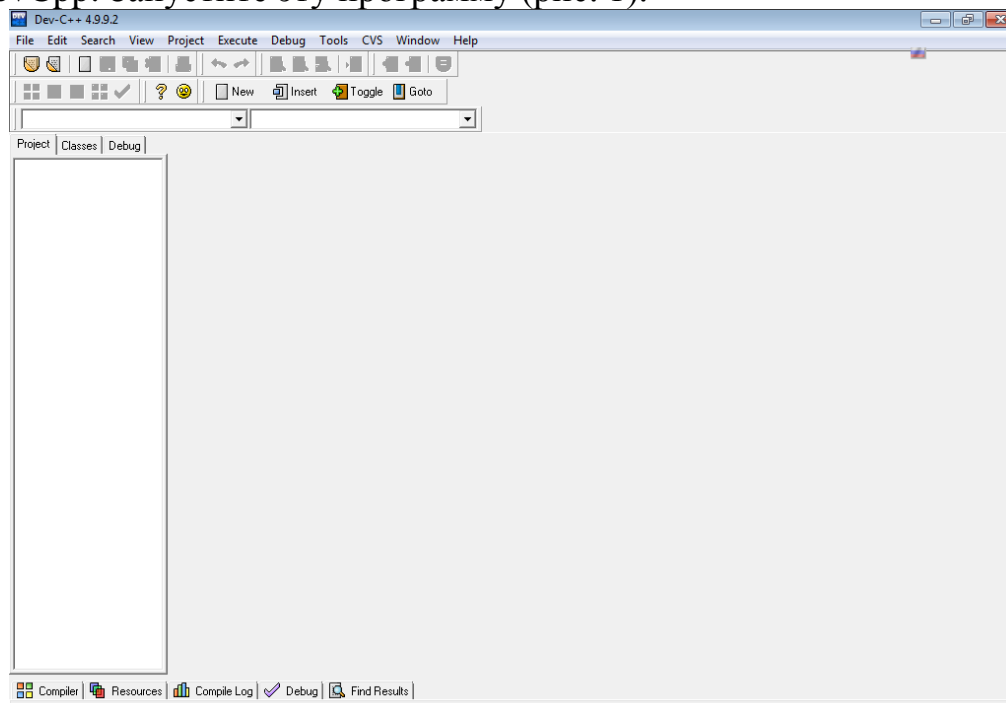 Dev-C++ 4.9.9.2
File Edit Search View Project Execute Debug Tools CVS Window Help
New Insert Toggle Goto
Project Classes Debug
Compiler Resources Compile Log Debug Find Results